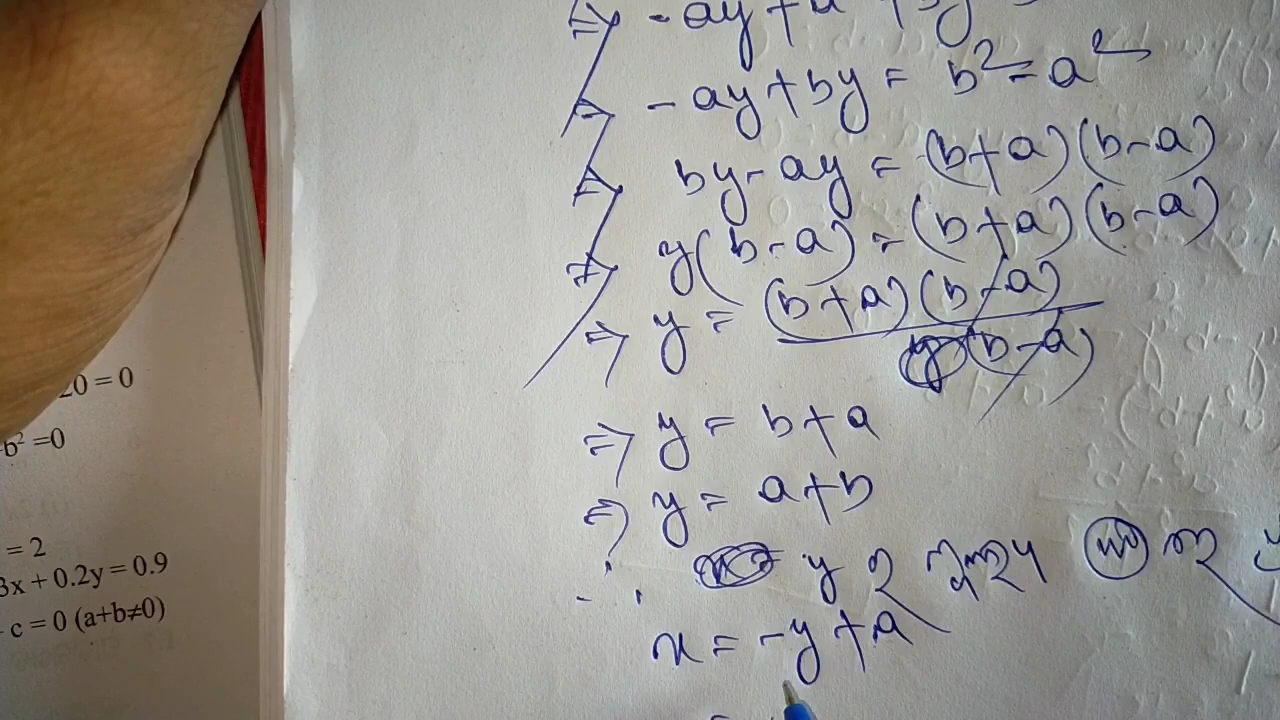 ⇒ -ay + by = b² - a²
⇒ by - ay = (b+a)(b-a)
⇒ y(b-a) = (b+a)(b-a)
⇒ y = (b+a)(b-a)
(b-a)
⇒ y = b+a
⇒ y = a+b
∴ y
x = -y + a
20 = 0
b² =0
= 2
3x + 0.2y = 0.9
c = 0 (a+b≠0)